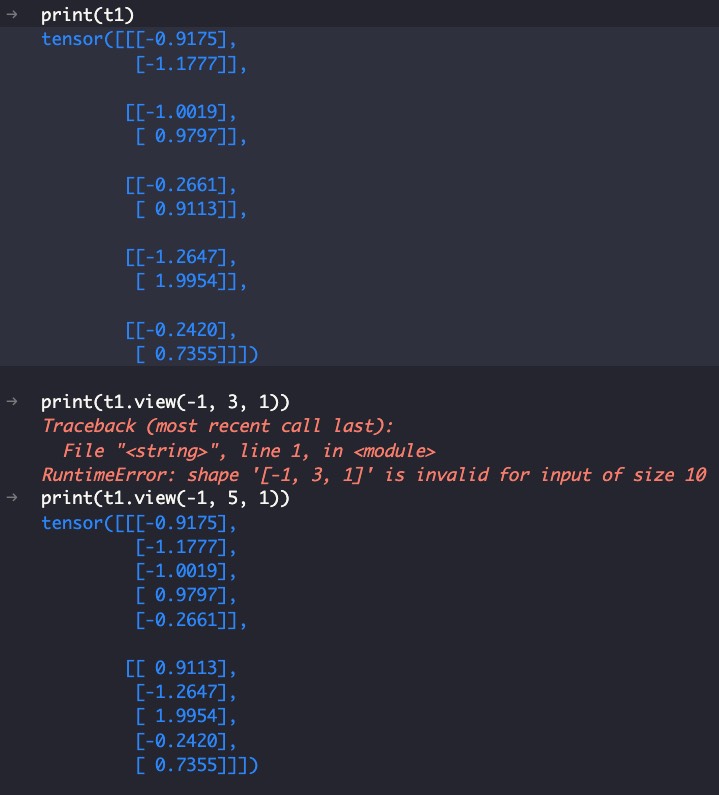 → print(t1)
tensor([[[-0.9175],
         [-1.1777]],

        [[-1.0019],
         [ 0.9797]],

        [[-0.2661],
         [ 0.9113]],

        [[-1.2647],
         [ 1.9954]],

        [[-0.2420],
         [ 0.7355]]])

→ print(t1.view(-1, 3, 1))
Traceback (most recent call last):
  File "<string>", line 1, in <module>
RuntimeError: shape '[-1, 3, 1]' is invalid for input of size 10
→ print(t1.view(-1, 5, 1))
tensor([[[-0.9175],
         [-1.1777],
         [-1.0019],
         [ 0.9797],
         [-0.2661]],

        [[ 0.9113],
         [-1.2647],
         [ 1.9954],
         [-0.2420],
         [ 0.7355]]])